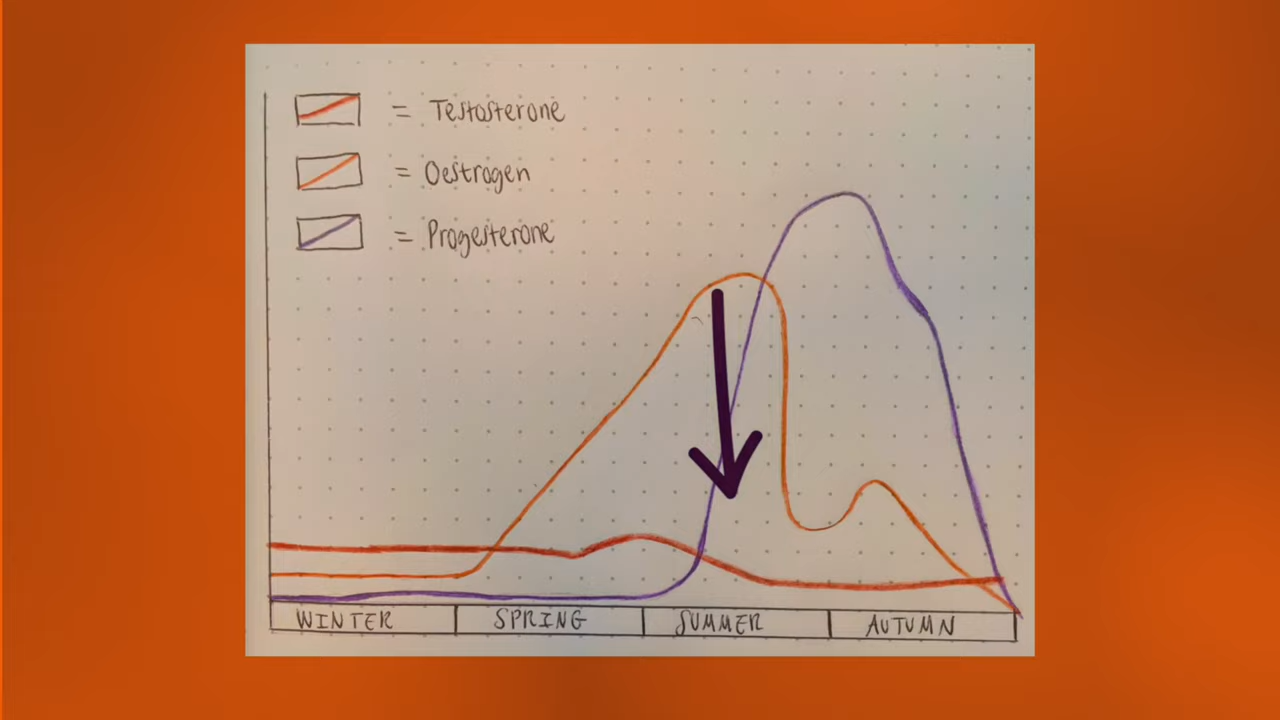 = Testosterone
= Oestrogen
= Progesterone
WINTER SPRING SUMMER AUTUMN